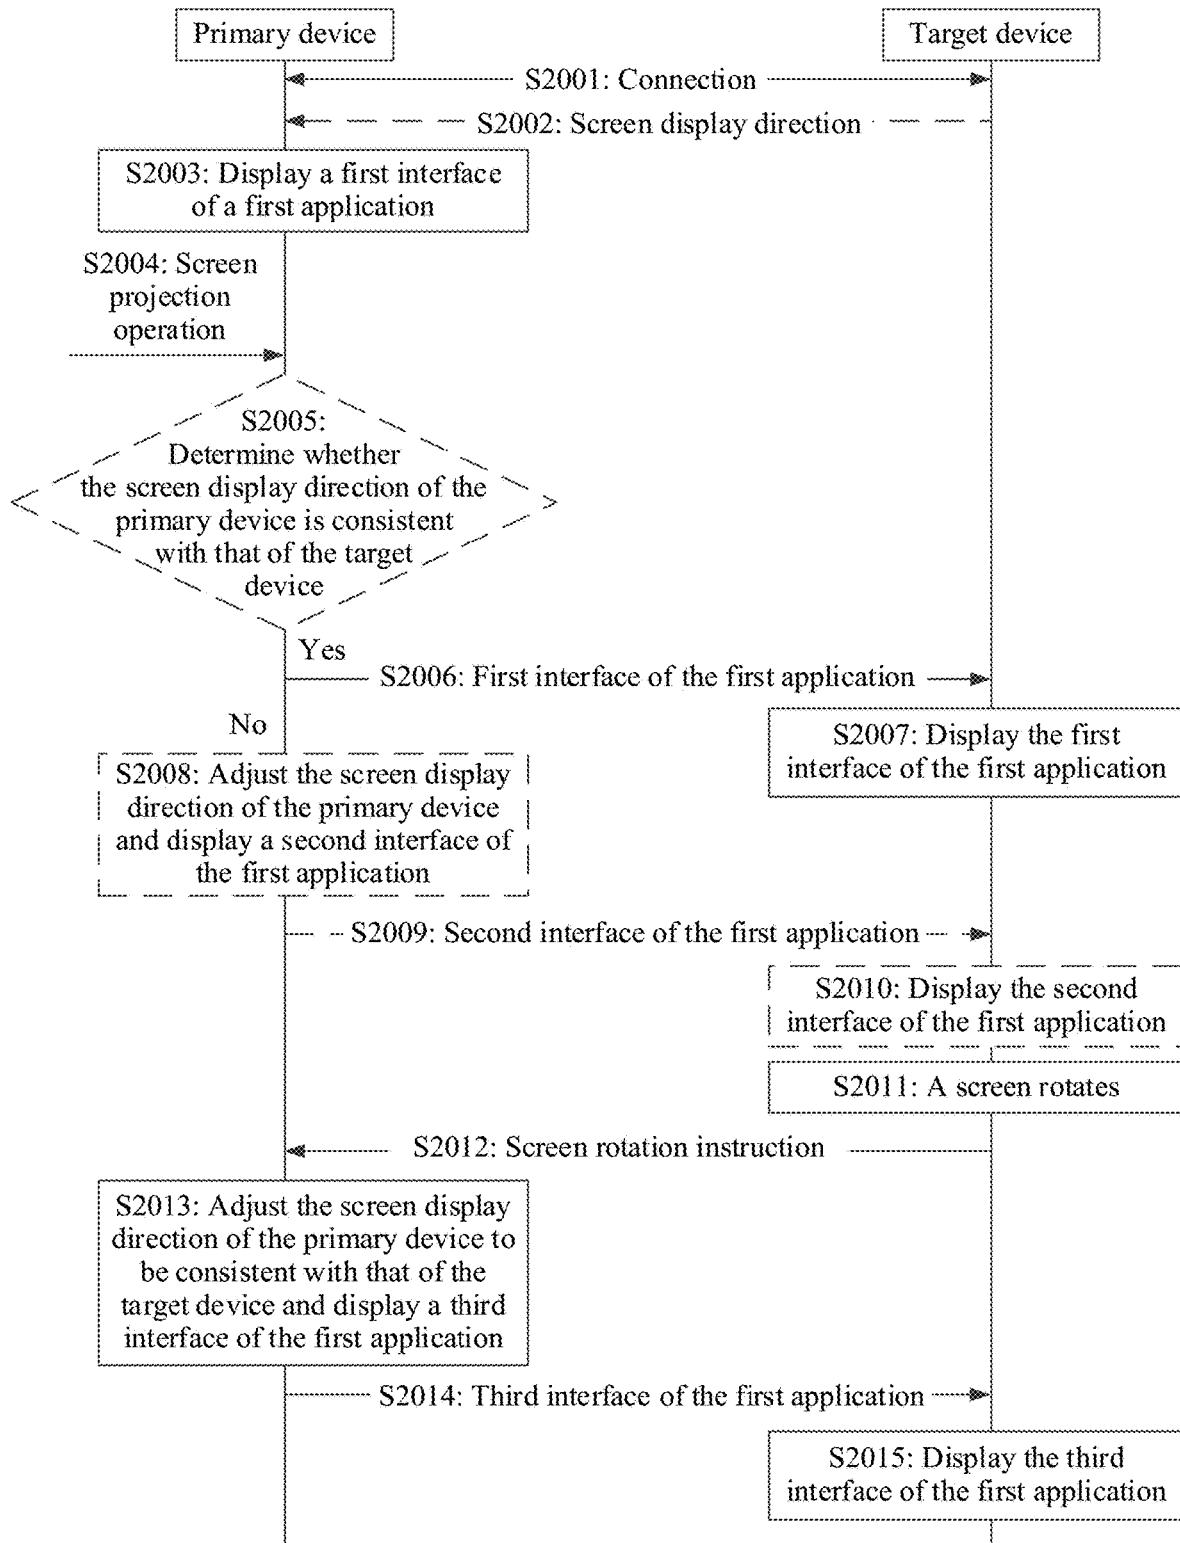 Primary device
Target device
S2001: Connection
S2002: Screen display direction
S2003: Display a first interface
of a first application
S2004: Screen
projection
operation
S2005:
Determine whether
the screen display direction of the
primary device is consistent
with that of the target
device
Yes
S2006: First interface of the first application
No
S2007: Display the first
interface of the first application
S2008: Adjust the screen display
direction of the primary device
and display a second interface of
the first application
S2009: Second interface of the first application
S2010: Display the second
interface of the first application
S2011: A screen rotates
S2012: Screen rotation instruction
S2013: Adjust the screen display
direction of the primary device to
be consistent with that of the
target device and display a third
interface of the first application
S2014: Third interface of the first application
S2015: Display the third
interface of the first application